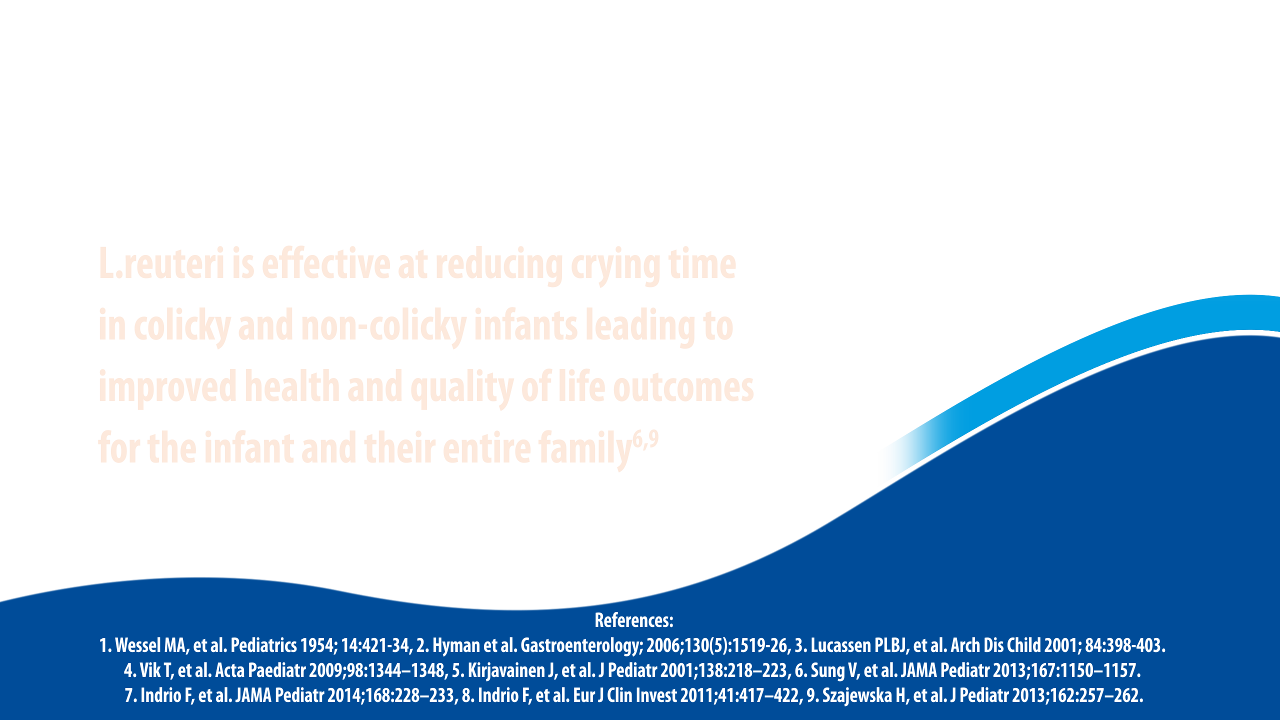 L.reuteri is effective at reducing crying time
in colicky and non-colicky infants leading to
improved health and quality of life outcomes
for the infant and their entire family6,9
References:
1. Wessel MA, et al. Pediatrics 1954; 14:421-34, 2. Hyman et al. Gastroenterology; 2006;130(5):1519-26, 3. Lucassen PLBJ, et al. Arch Dis Child 2001; 84:398-403.
4. Vik T, et al. Acta Paediatr 2009;98:1344–1348, 5. Kirjavainen J, et al. J Pediatr 2001;138:218–223, 6. Sung V, et al. JAMA Pediatr 2013;167:1150–1157.
7. Indrio F, et al. JAMA Pediatr 2014;168:228–233, 8. Indrio F, et al. Eur J Clin Invest 2011;41:417–422, 9. Szajewska H, et al. J Pediatr 2013;162:257–262.